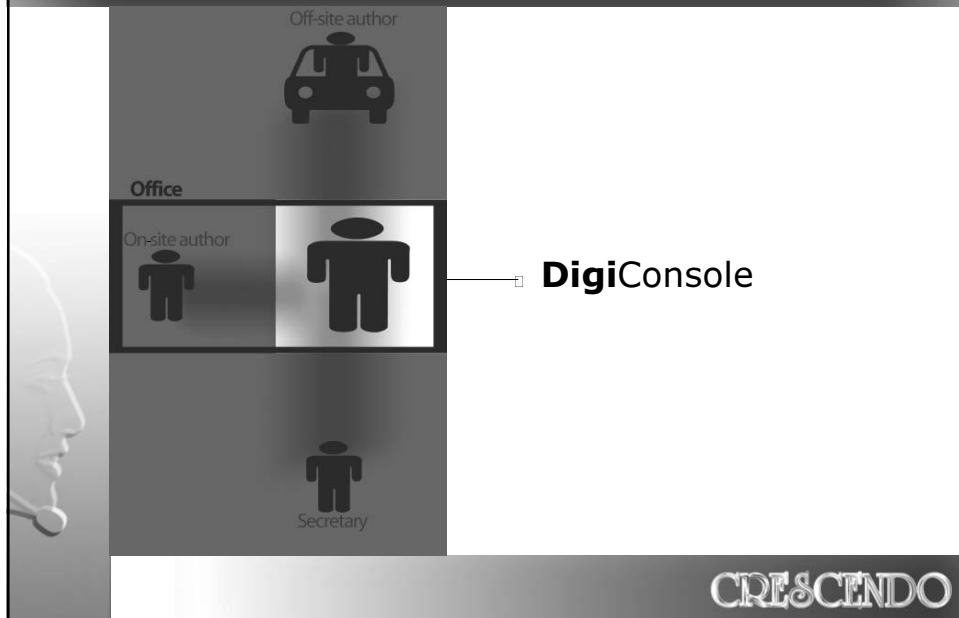 Off-site author
Office
On-site author
DigiConsole
Secretary
CRESCENDO